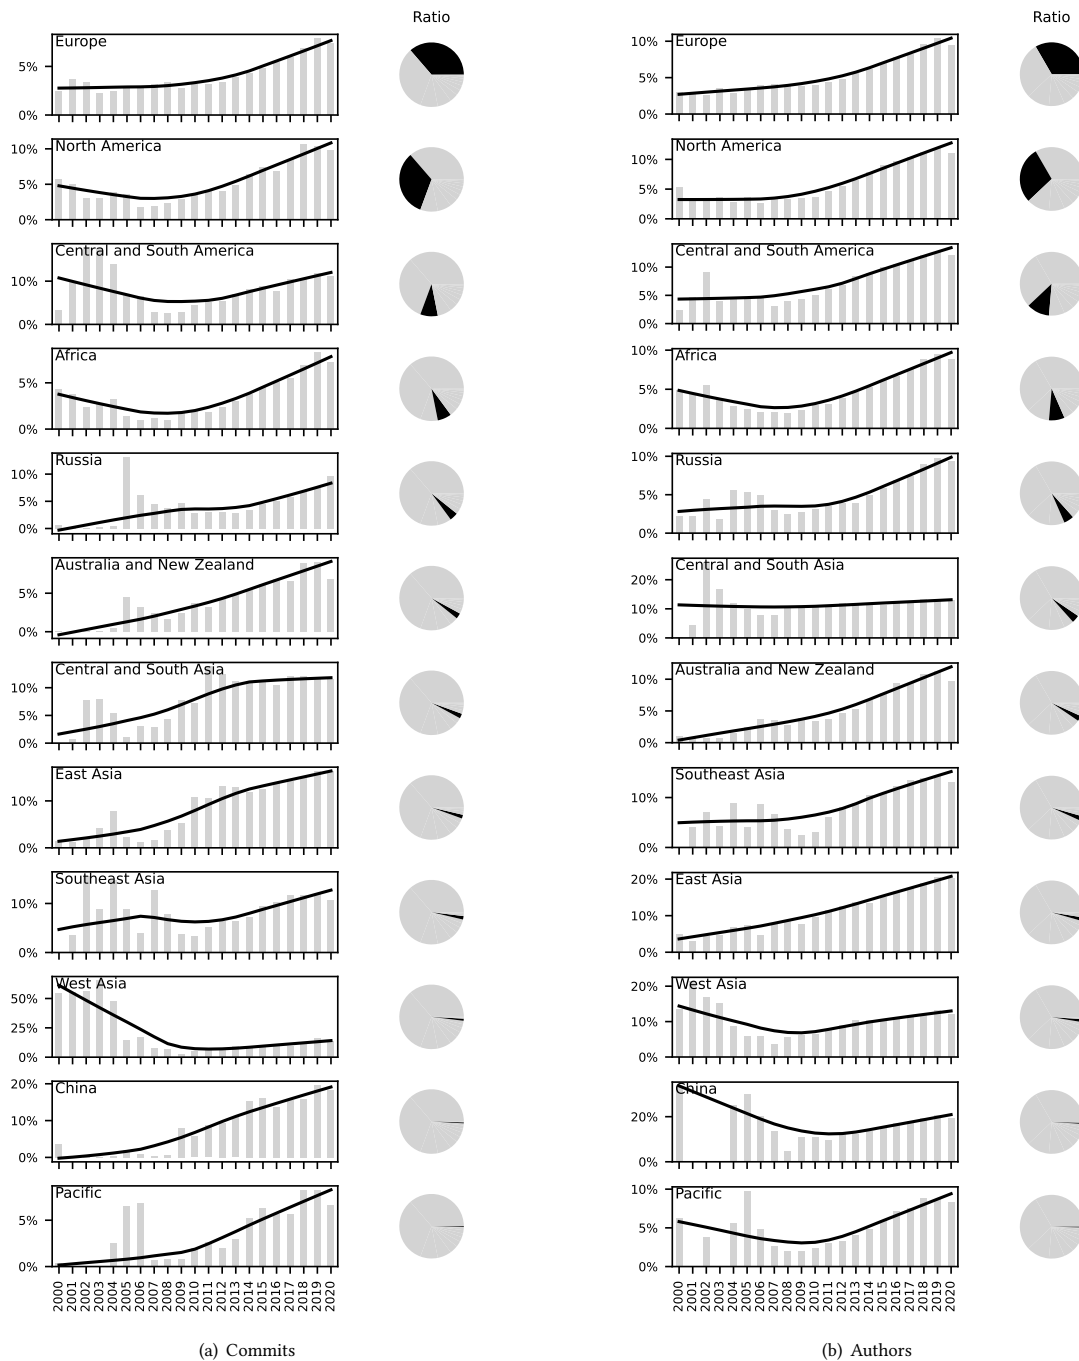 Ratio
Europe
5%
0%
North America
10%
5%
0%
Central and South America
10%
0%
Africa
5%
0%
Russia
10%
5%
0%
Australia and New Zealand
5%
0%
Central and South Asia
10%
5%
0%
East Asia
10%
0%
Southeast Asia
10%
0%
West Asia
50%
25%
0%
China
20%
10%
0%
Pacific
5%
0%
2000 2001 2002 2003 2004 2005 2006 2007 2008 2009 2010 2011 2012 2013 2014 2015 2016 2017 2018 2019 2020
(a) Commits
Ratio
Europe
10%
5%
0%
North America
10%
5%
0%
Central and South America
10%
5%
0%
Africa
10%
5%
0%
Russia
10%
5%
0%
Central and South Asia
20%
10%
0%
Australia and New Zealand
10%
5%
0%
Southeast Asia
10%
0%
East Asia
20%
10%
0%
West Asia
20%
10%
0%
China
20%
0%
Pacific
10%
5%
0%
2000 2001 2002 2003 2004 2005 2006 2007 2008 2009 2010 2011 2012 2013 2014 2015 2016 2017 2018 2019 2020
(b) Authors